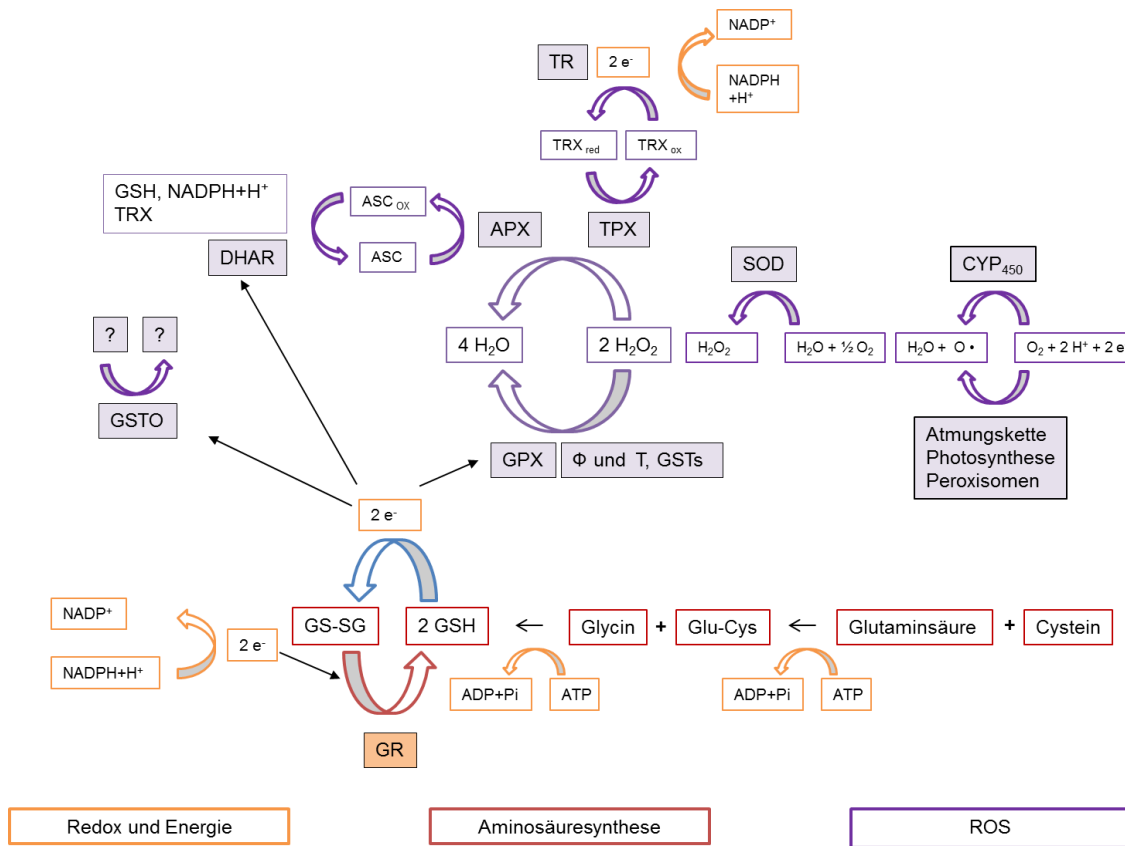 NADP⁺
TR
2 e⁻
NADPH
+H⁺
TRX red
TRX ox
GSH, NADPH+H⁺
TRX
ASC OX
APX
TPX
DHAR
ASC
SOD
CYP₄₅₀
?
?
4 H₂O
2 H₂O₂
H₂O₂
H₂O + ½ O₂
H₂O + O •
O₂ + 2 H⁺ + 2 e
GSTO
GPX
Φ und T, GSTs
Atmungskette
Photosynthese
Peroxisomen
2 e⁻
NADP⁺
GS-SG
2 GSH
←
Glycin
+
Glu-Cys
←
Glutaminsäure
+
Cystein
2 e⁻
NADPH+H⁺
ADP+Pi
ATP
ADP+Pi
ATP
GR
Redox und Energie
Aminosäuresynthese
ROS